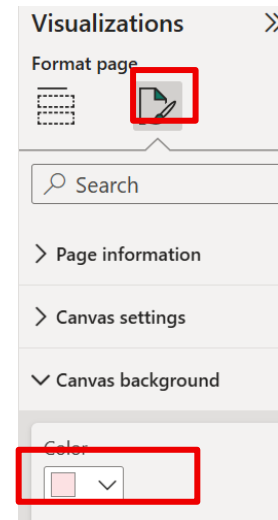 Visualizations
Format page
Search
Page information
Canvas settings
Canvas background
Color